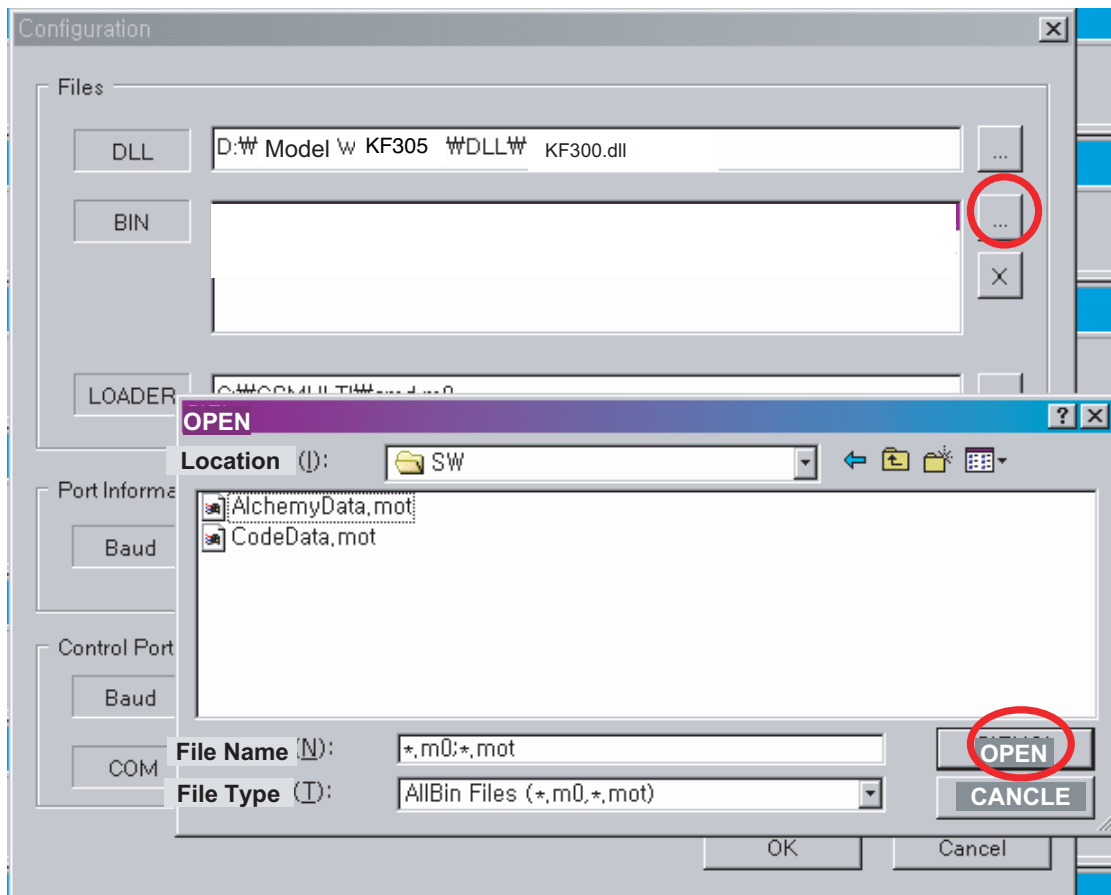 Configuration
Files
DLL
D:₩ Model \ KF305 ₩DLL₩ KF300.dll
...
BIN
...
X
LOADER
OPEN
Location (I):
SW
AlchemyData,mot
CodeData,mot
Port Informa
Baud
Control Port
Baud
COM
File Name (N):
*,m0;*,mot
OPEN
File Type (T):
AllBin Files (*,m0,*,mot)
CANCLE
OK
Cancel